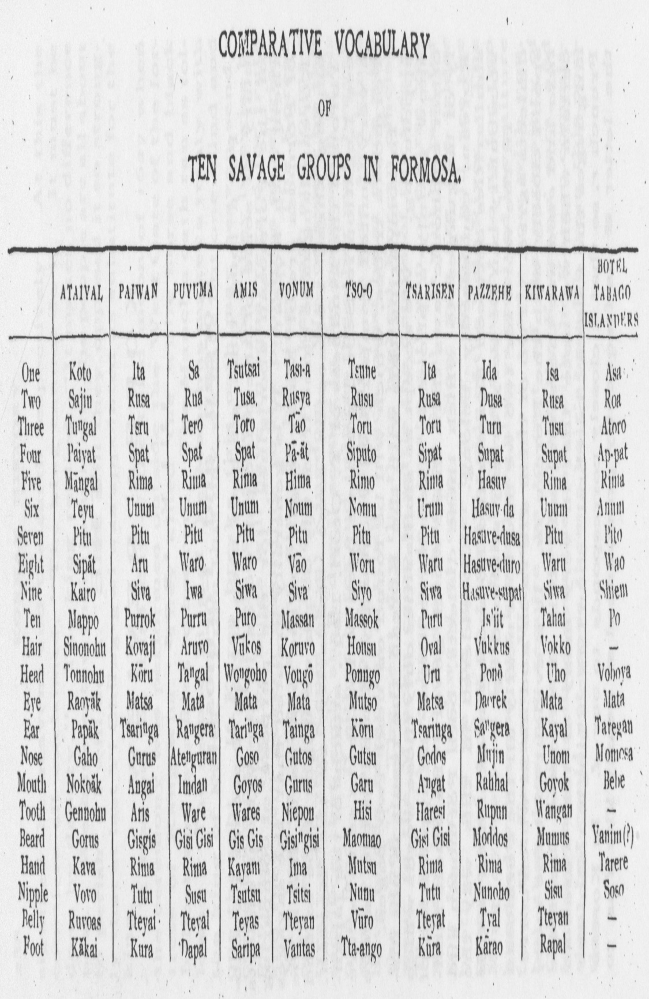 COMPARATIVE VOCABULARY
OF
TEN SAVAGE GROUPS IN FORMOSA.
ATAIYAL PAIWAN PUYUMA AMIS VONUM TSO-O TSARISEN PAZZEHE KIWARAWA BOTEL TABAGO ISLANDERS
One Koto Ita Sa Tsutsai Tasi-a Tsune Ita Ida Isa Asa
Two Sajin Rusa Rua Tusa Rusya Rusu Rusa Dusa Rusa Roa
Three Tuⁿgal Tsru Tero Toro Tāo Toru Toru Turu Tusu Atoro
Four Paiyat Spat Spat Spat Pā-ăt Siputo Sipat Supat Supat Ap-pat
Five Māngal Rima Rima Rima Hima Rimo Rima Hasuv Rima Rima
Six Teyu Unum Unum Unum Noum Nomu Urum Hasuv-da Unum Anum
Seven Pitu Pitu Pitu Pitu Pitu Pitu Pitu Hasuve-dusa Pitu Pito
Eight Sipăt Aru Waro Waro Vāo Woru Waru Hasuve-duro Waru Wao
Nine Kairo Siva Iwa Siwa Siva Siyo Siwa Hasuve-supat Siwa Shiem
Ten Mappo Purrok Purru Puro Massan Massok Puru Is'it Tahai Po
Hair Sinonohu Kovaji Aruvo Vūkos Koruvo Housu Oval Vukkus Vokko —
Head Tonnohu Kōru Taⁿgal Woⁿgoho Vongō Ponngo Uru Ponō Uho Voboya
Eye Raoyăk Matsa Mata Mata Mata Mutso Matsa Daorek Mata Mata
Ear Papăk Tsariⁿga Raⁿgera Tariⁿga Tainga Kōru Tsaringa Saⁿgera Kayal Taregan
Nose Gaho Gurus Atenguran Goso Gutos Gutsu Godos Mujin Unom Momosa
Mouth Nokoăk Angai Imdan Goyos Gurus Garu Aⁿgat Rahhal Goyok Bebe
Tooth Gennohu Aris Ware Wares Niepon Hisi Haresi Rupun Wangan —
Beard Gorus Gisgis Gisi Gisi Gis Gis Gisiⁿgisi Maomao Gisi Gisi Moddos Mumus Yanim(?)
Hand Kava Rima Rima Kayam Ima Mutsu Rima Rima Rima Tarere
Nipple Vovo Tutu Susu Tsutsu Tsitsi Nunu Tutu Nunoho Sisu Soso
Belly Ruvoas Tteyai Tteyal Teyas Tteyan Vūro Tteyat Tyal Tteyan —
Foot Kăkai Kura Dapal Saripa Vantas Tta-ango Kūra Kārao Rapal —